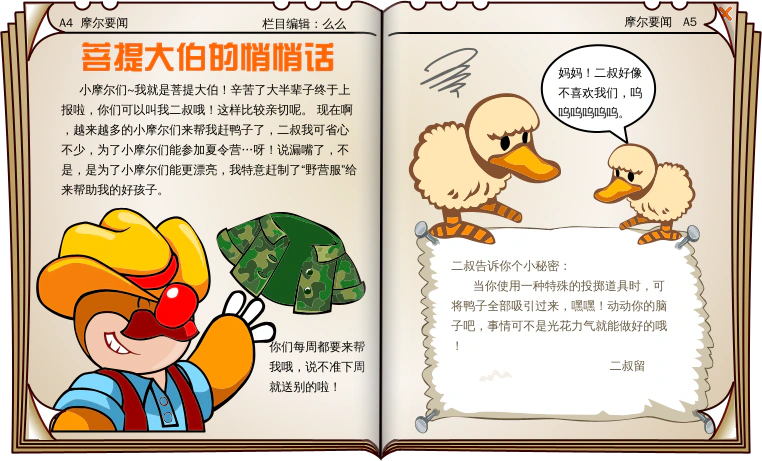 A4 摩尔要闻
栏目编辑：么么
菩提大伯的悄悄话
小摩尔们~我就是菩提大伯！辛苦了大半辈子终于上
报啦，你们可以叫我二叔哦！这样比较亲切呢。 现在啊
，越来越多的小摩尔们来帮我赶鸭子了，二叔我可省心
不少，为了小摩尔们能参加夏令营…呀！说漏嘴了，不
是，是为了小摩尔们能更漂亮，我特意赶制了“野营服”给
来帮助我的好孩子。
你们每周都要来帮
我哦，说不准下周
就送别的啦！
摩尔要闻 A5
妈妈！二叔好像
不喜欢我们，呜
呜呜呜呜呜。
二叔告诉你个小秘密：
当你使用一种特殊的投掷道具时，可
将鸭子全部吸引过来，嘿嘿！动动你的脑
子吧，事情可不是光花力气就能做好的哦
！
二叔留